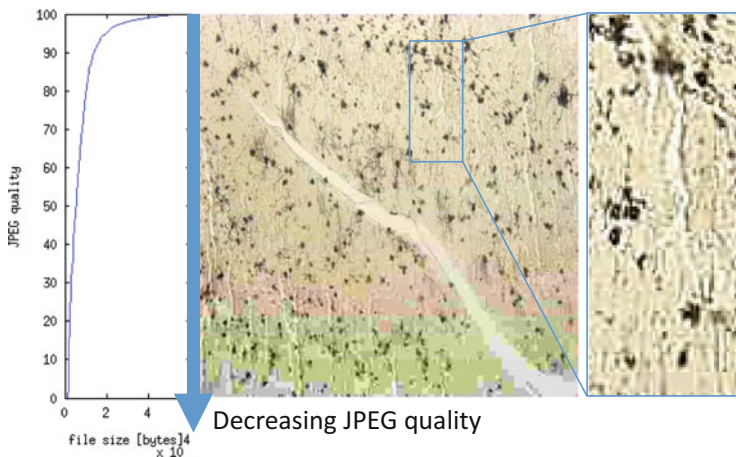 100
90
80
70
60
50
40
30
20
10
0
JPEG quality
0 2 4
file size [bytes]4
x 10
Decreasing JPEG quality